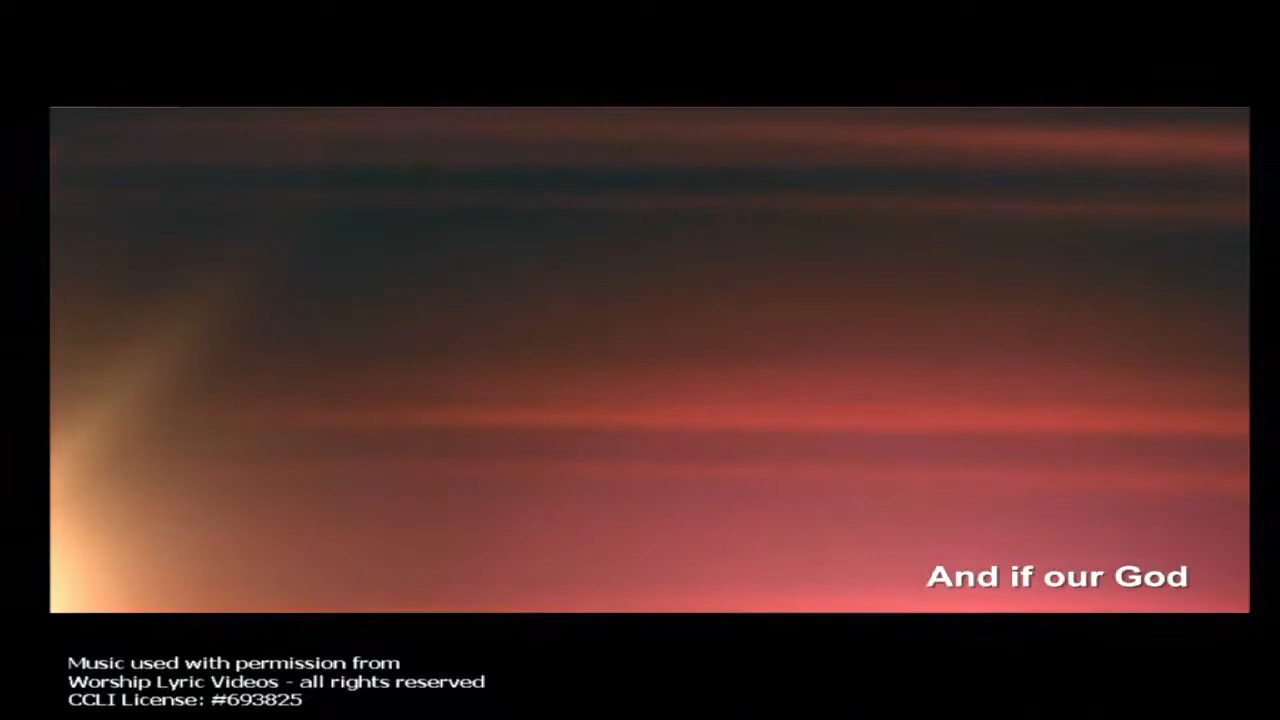 And if our God
Music used with permission from
Worship Lyric Videos - all rights reserved
CCLI License: #693825